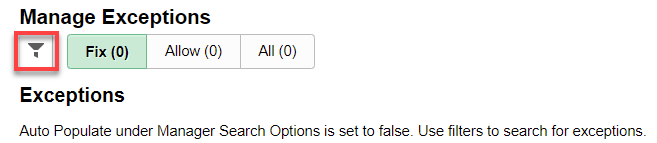 Manage Exceptions
Fix (0) Allow (0) All (0)
Exceptions
Auto Populate under Manager Search Options is set to false. Use filters to search for exceptions.